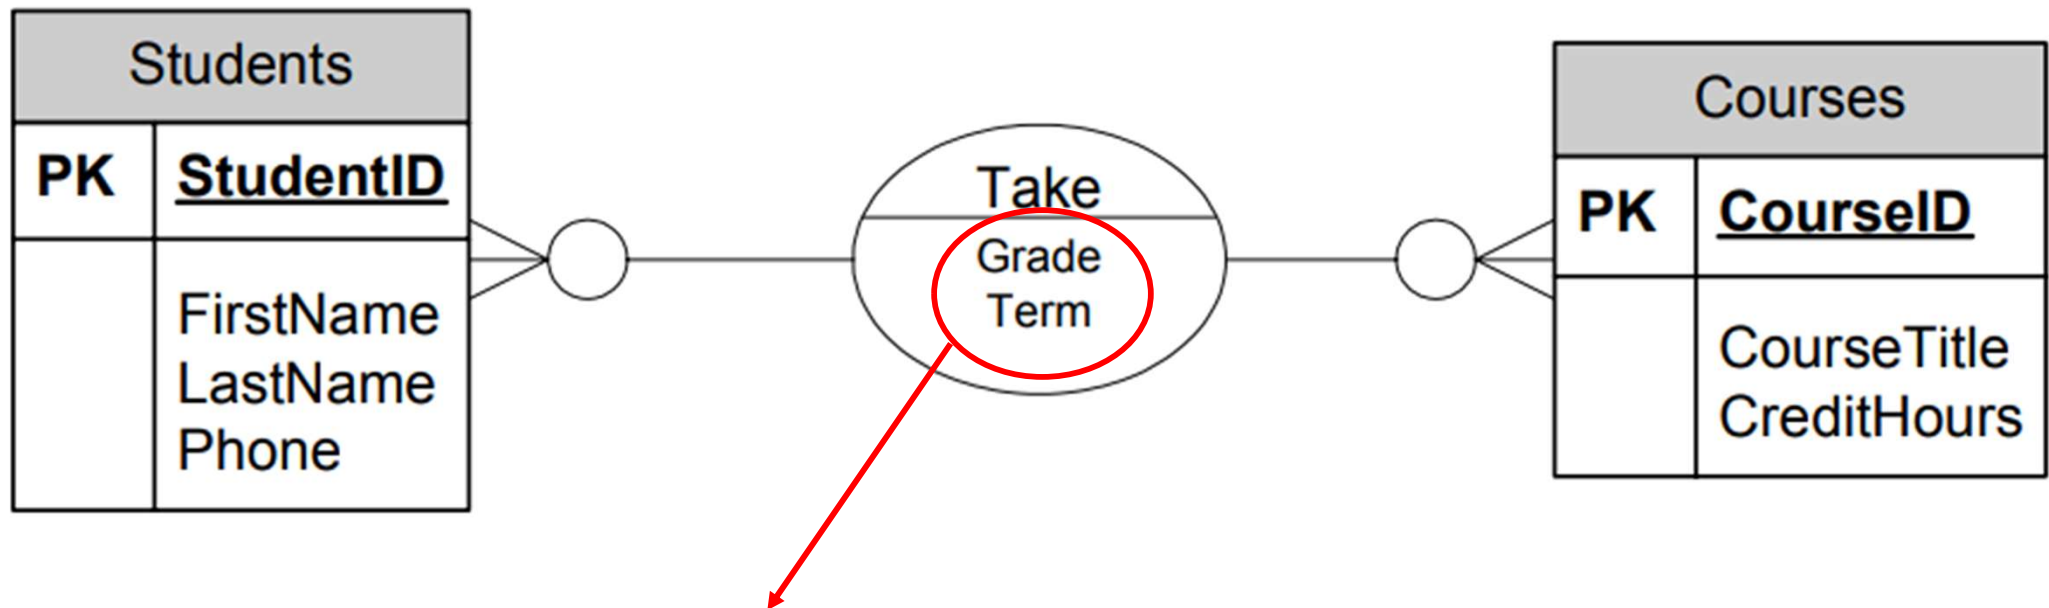 Students
PK StudentID
FirstName
LastName
Phone
Take
Grade
Term
Courses
PK CourseID
CourseTitle
CreditHours